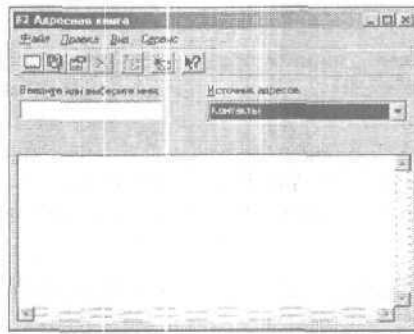 Адресная книга
Файл Правка Вид Сервис
Введите или выберите имя:
Источник адресов:
Контакты